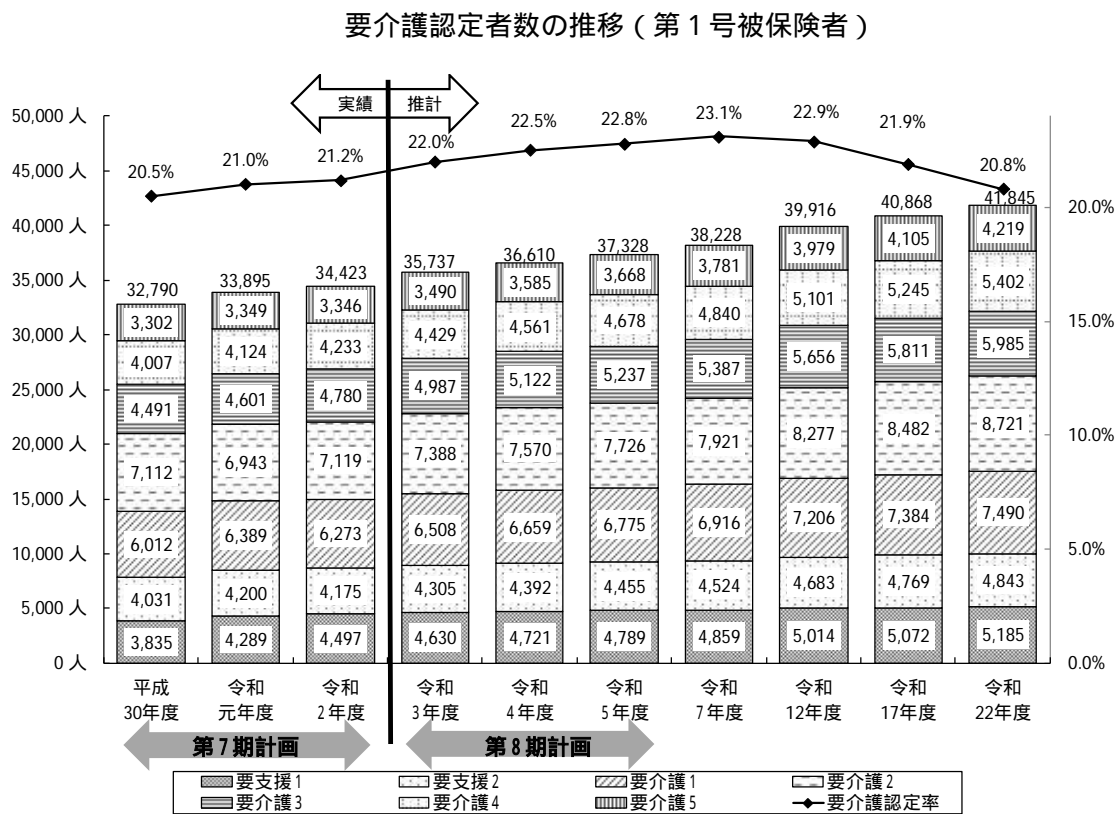 要介護認定者数の推移(第1号被保険者)
実績 推計
50,000 人
45,000 人
40,000 人
35,000 人
30,000 人
25,000 人
20,000 人
15,000 人
10,000 人
5,000 人
0 人
20.5% 21.0% 21.2% 22.0% 22.5% 22.8% 23.1% 22.9% 21.9% 20.8%
32,790 33,895 34,423 35,737 36,610 37,328 38,228 39,916 40,868 41,845
3,302 3,349 3,346 3,490 3,585 3,668 3,781 3,979 4,105 4,219
4,007 4,124 4,233 4,429 4,561 4,678 4,840 5,101 5,245 5,402
4,491 4,601 4,780 4,987 5,122 5,237 5,387 5,656 5,811 5,985
7,112 6,943 7,119 7,388 7,570 7,726 7,921 8,277 8,482 8,721
6,012 6,389 6,273 6,508 6,659 6,775 6,916 7,206 7,384 7,490
4,031 4,200 4,175 4,305 4,392 4,455 4,524 4,683 4,769 4,843
3,835 4,289 4,497 4,630 4,721 4,789 4,859 5,014 5,072 5,185
20.0%
15.0%
10.0%
5.0%
0.0%
平成 令和 令和 令和 令和 令和 令和 令和 令和 令和
30年度 元年度 2年度 3年度 4年度 5年度 7年度 12年度 17年度 22年度
第7期計画 第8期計画
要支援1 要支援2 要介護1 要介護2
要介護3 要介護4 要介護5 要介護認定率